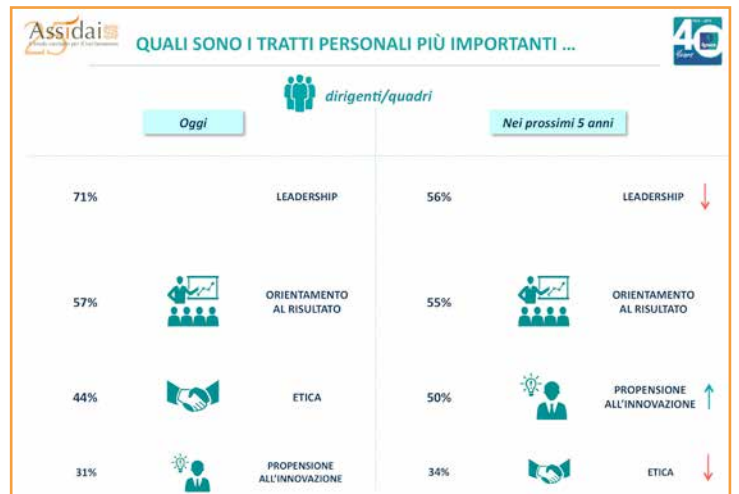 Assidai
25
QUALI SONO I TRATTI PERSONALI PIÙ IMPORTANTI ...
40
dirigenti/quadri
Oggi
Nei prossimi 5 anni
71%
LEADERSHIP
56%
LEADERSHIP
57%
ORIENTAMENTO
AL RISULTATO
55%
ORIENTAMENTO
AL RISULTATO
44%
ETICA
50%
PROPENSIONE
ALL'INNOVAZIONE
31%
PROPENSIONE
ALL'INNOVAZIONE
34%
ETICA